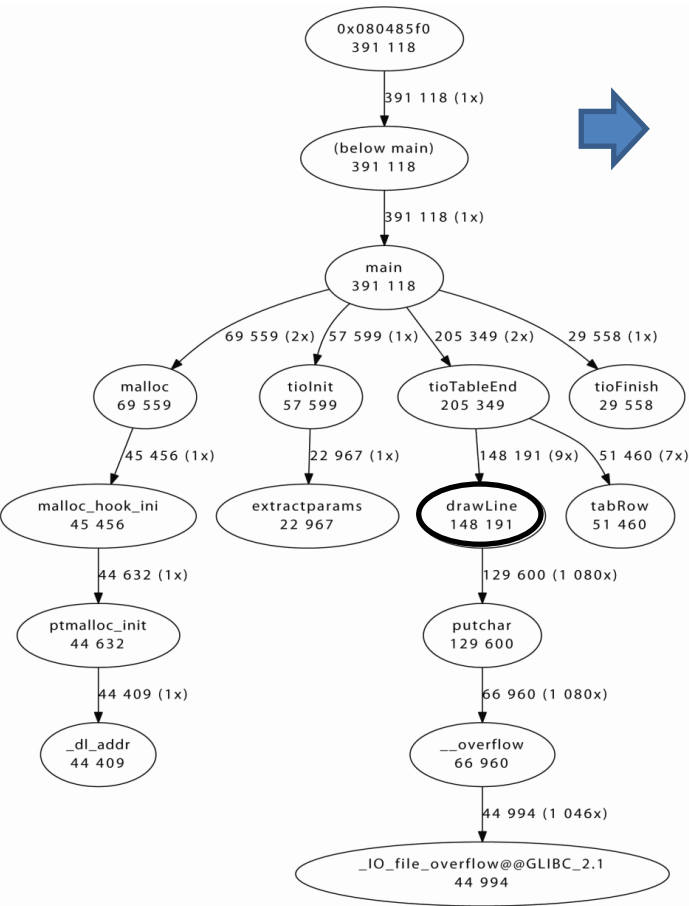 0x080485f0
391 118
391 118 (1x)
(below main)
391 118
391 118 (1x)
main
391 118
69 559 (2x)
57 599 (1x)
205 349 (2x)
29 558 (1x)
malloc
69 559
tioInit
57 599
tioTableEnd
205 349
tioFinish
29 558
45 456 (1x)
22 967 (1x)
148 191 (9x)
51 460 (7x)
malloc_hook_ini
45 456
extractparams
22 967
drawLine
148 191
tabRow
51 460
44 632 (1x)
129 600 (1 080x)
ptmalloc_init
44 632
putchar
129 600
44 409 (1x)
66 960 (1 080x)
_dl_addr
44 409
__overflow
66 960
44 994 (1 046x)
_IO_file_overflow@@GLIBC_2.1
44 994